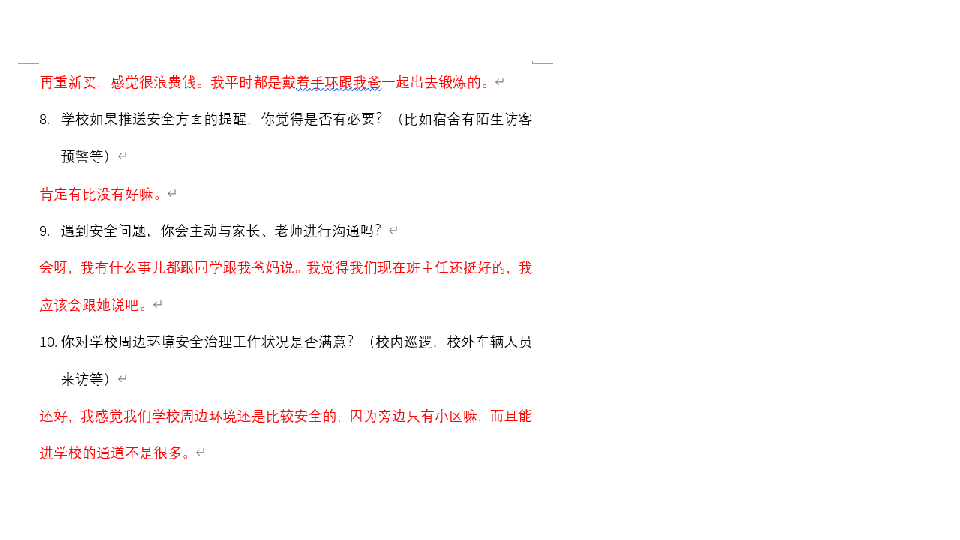 再重新买，感觉很浪费钱。我平时都是戴着手环跟我爸一起出去锻炼的。
8. 学校如果推送安全方面的提醒，你觉得是否有必要？（比如宿舍有陌生访客
预警等）
肯定有比没有好嘛。
9. 遇到安全问题，你会主动与家长、老师进行沟通吗？
会呀，我有什么事儿都跟同学跟我爸妈说。我觉得我们现在班主任还挺好的，我
应该会跟她说吧。
10. 你对学校周边环境安全治理工作状况是否满意？（校内巡逻，校外车辆人员
来访等）
还好，我感觉我们学校周边环境还是比较安全的，因为旁边只有小区嘛，而且能
进学校的通道不是很多。